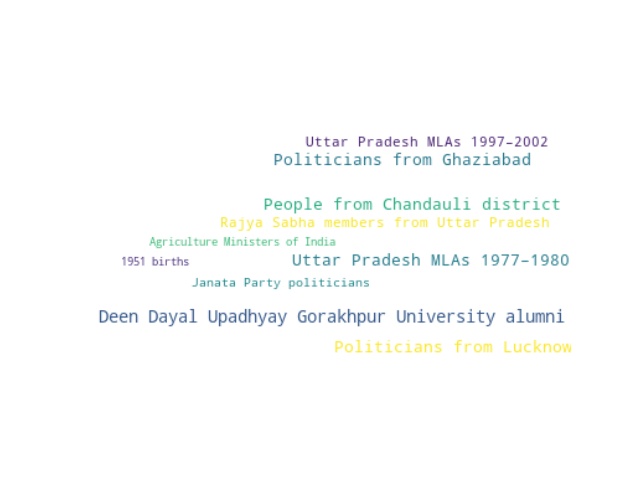 Uttar Pradesh MLAs 1997–2002
Politicians from Ghaziabad
People from Chandauli district
Rajya Sabha members from Uttar Pradesh
Agriculture Ministers of India
1951 births
Uttar Pradesh MLAs 1977–1980
Janata Party politicians
Deen Dayal Upadhyay Gorakhpur University alumni
Politicians from Lucknow